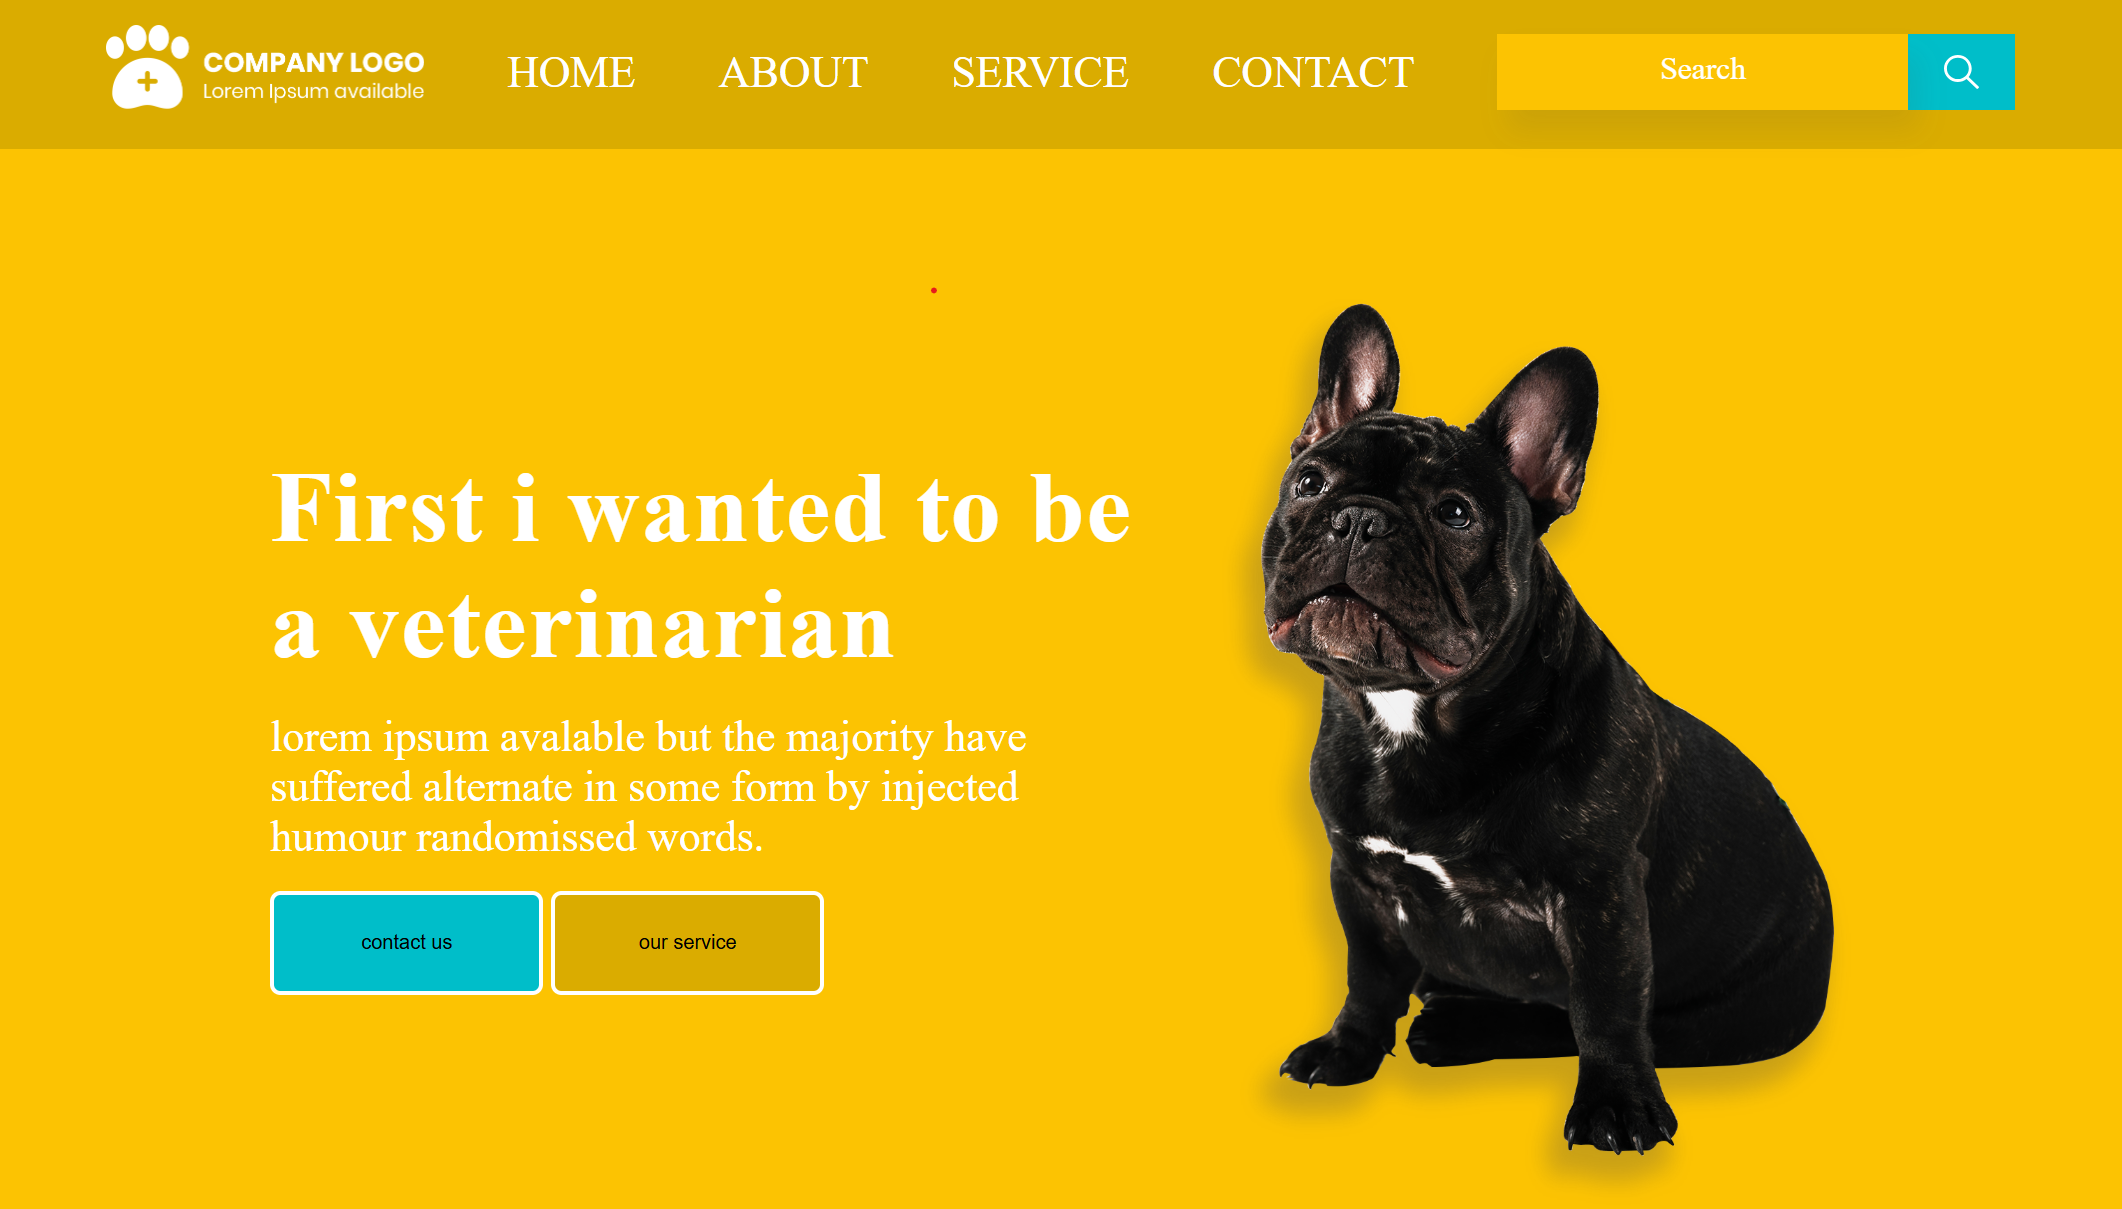 COMPANY LOGO
Lorem Ipsum available
HOME ABOUT SERVICE CONTACT Search
First i wanted to be
a veterinarian
lorem ipsum avalable but the majority have
suffered alternate in some form by injected
humour randomissed words.
contact us our service